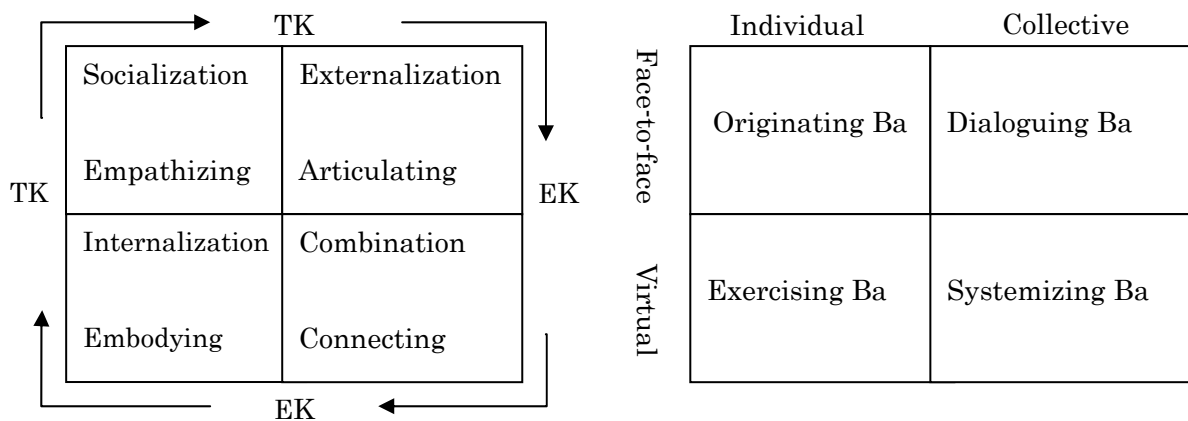 TK
Socialization Externalization
Empathizing Articulating
TK EK
Internalization Combination
Embodying Connecting
EK
Individual Collective
Face-to-face
Originating Ba Dialoguing Ba
Virtual
Exercising Ba Systemizing Ba